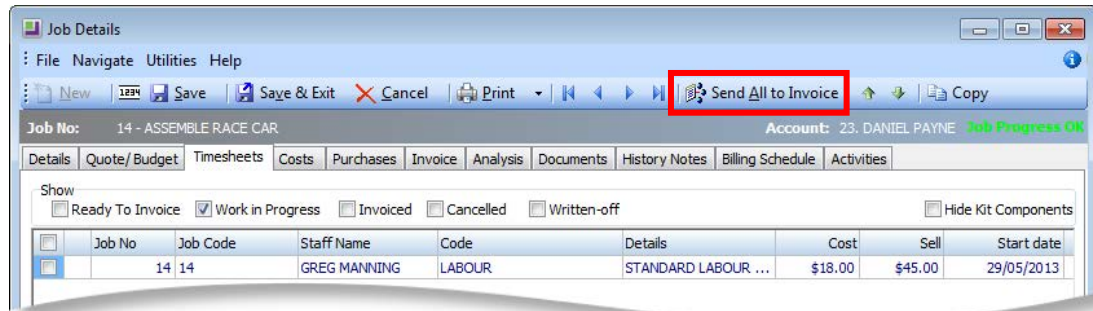 Job Details
File Navigate Utilities Help
New 1234 Save Save & Exit Cancel Print Send All to Invoice Copy
Job No: 14 - ASSEMBLE RACE CAR Account: 23. DANIEL PAYNE Job Progress OK
Details Quote/Budget Timesheets Costs Purchases Invoice Analysis Documents History Notes Billing Schedule Activities
Show
Ready To Invoice Work in Progress Invoiced Cancelled Written-off Hide Kit Components
Job No Job Code Staff Name Code Details Cost Sell Start date
14 14 GREG MANNING LABOUR STANDARD LABOUR ... $18.00 $45.00 29/05/2013